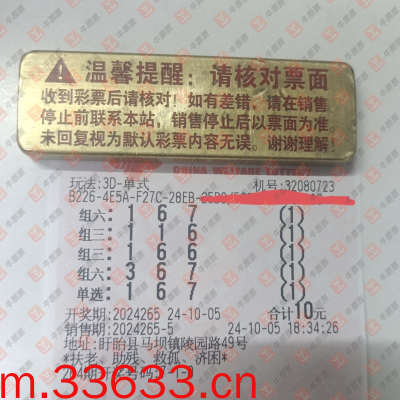 温馨提醒：请核对票面
收到彩票后请核对！如有差错，请在销售
停止前联系本站，销售停止后以票面为准。
未回复视为默认彩票内容无误。谢谢理解！
CHINA WELFARE
玩法:3D-单式 机号:32080723
B226-4E5A-F27C-28EB-
组六: 1 6 7 (1)
组三: 1 1 6 (1)
组三: 1 6 6 (1)
组六: 3 6 7 (1)
单选: 1 6 7 (1)
开奖期:2024265 24-10-05 合计10元
销售期:2024265-5 24-10-05 18:34:26
地址:盱眙县马坝镇陵园路49号
*扶老、助残、救孤、济困*
m.33633.cn